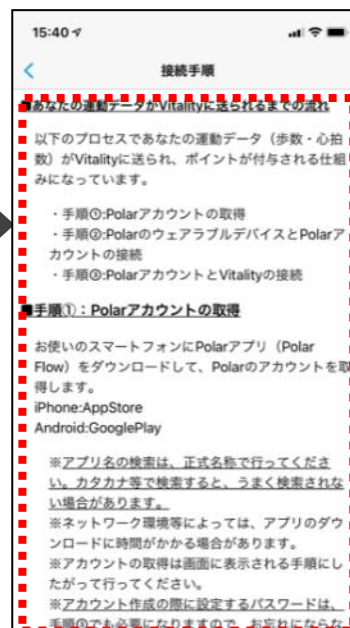 15:40
接続手順
■あなたの運動データがVitalityに送られるまでの流れ
以下のプロセスであなたの運動データ（歩数・心拍
数）がVitalityに送られ、ポイントが付与される仕組
みになっています。
・手順①:Polarアカウントの取得
・手順②:PolarのウェアラブルデバイスとPolarア
カウントの接続
・手順③:PolarアカウントとVitalityの接続
■手順①：Polarアカウントの取得
お使いのスマートフォンにPolarアプリ（Polar
Flow）をダウンロードして、Polarのアカウントを取
得します。
iPhone:AppStore
Android:GooglePlay
※アプリ名の検索は、正式名称で行ってくださ
い。カタカナ等で検索すると、うまく検索されな
い場合があります。
※ネットワーク環境等によっては、アプリのダウ
ンロードに時間がかかる場合があります。
※アカウントの取得は画面に表示される手順にし
たがって行ってください。
※アカウント作成の際に設定するパスワードは、
手順③でも必要になりますので、お忘れにならな